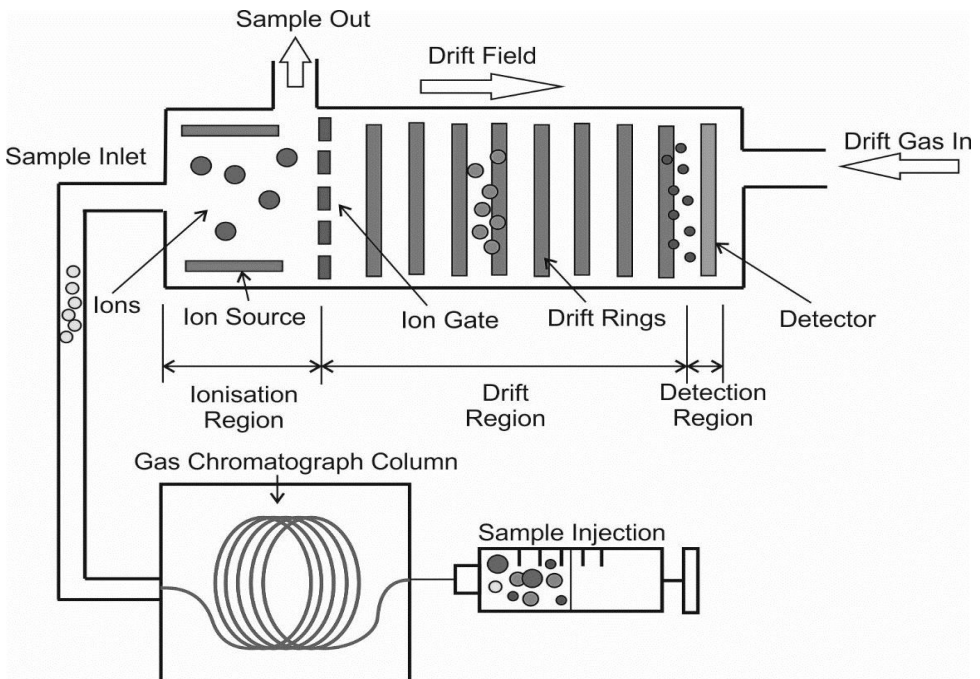 Sample Out
Drift Field
Sample Inlet
Drift Gas In
Ions
Ion Source
Ion Gate
Drift Rings
Detector
Ionisation
Region
Drift
Region
Detection
Region
Gas Chromatograph Column
Sample Injection